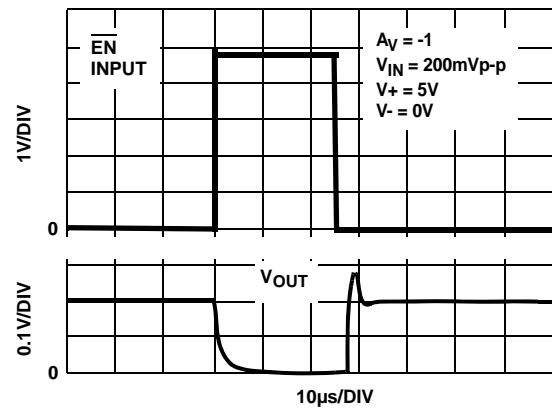 EN
INPUT
A_V = -1
V_IN = 200mVp-p
V+ = 5V
V- = 0V
1V/DIV
0
V_OUT
0.1V/DIV
0
10µs/DIV